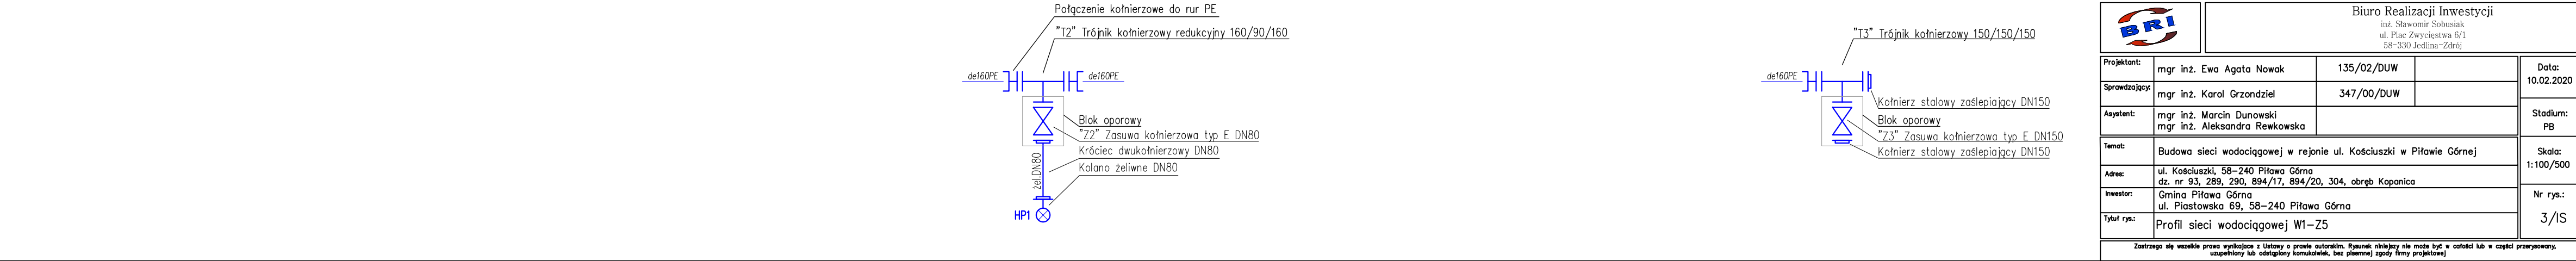 Połączenie kołnierzowe do rur PE
"T2" Trójnik kołnierzowy redukcyjny 160/90/160
de160PE
de160PE
Blok oporowy
"Z2" Zasuwa kołnierzowa typ E DN80
Króciec dwukołnierzowy DN80
Kolano żeliwne DN80
żel.DN80
HP1
"T3" Trójnik kołnierzowy 150/150/150
de160PE
Kołnierz stalowy zaślepiający DN150
Blok oporowy
"Z3" Zasuwa kołnierzowa typ E DN150
Kołnierz stalowy zaślepiający DN150
BRI
Biuro Realizacji Inwestycji
inż. Sławomir Sobusiak
ul. Plac Zwycięstwa 6/1
58-330 Jedlina-Zdrój
Projektant: mgr inż. Ewa Agata Nowak 135/02/DUW
Data:
10.02.2020
Sprawdzający: mgr inż. Karol Grzondziel 347/00/DUW
Asystent: mgr inż. Marcin Dunowski
mgr inż. Aleksandra Rewkowska
Stadium:
PB
Temat: Budowa sieci wodociągowej w rejonie ul. Kościuszki w Piławie Górnej
Skala:
1:100/500
Adres: ul. Kościuszki, 58-240 Piława Górna
dz. nr 93, 289, 290, 894/17, 894/20, 304, obręb Kopanica
Inwestor: Gmina Piława Górna
ul. Piastowska 69, 58-240 Piława Górna
Nr rys.:
3/IS
Tytuł rys.: Profil sieci wodociągowej W1-Z5
Zastrzega się wszelkie prawa wynikające z Ustawy o prawie autorskim. Rysunek niniejszy nie może być w całości lub w części przerysowany,
uzupełniony lub odstąpiony komukolwiek, bez pisemnej zgody firmy projektowej